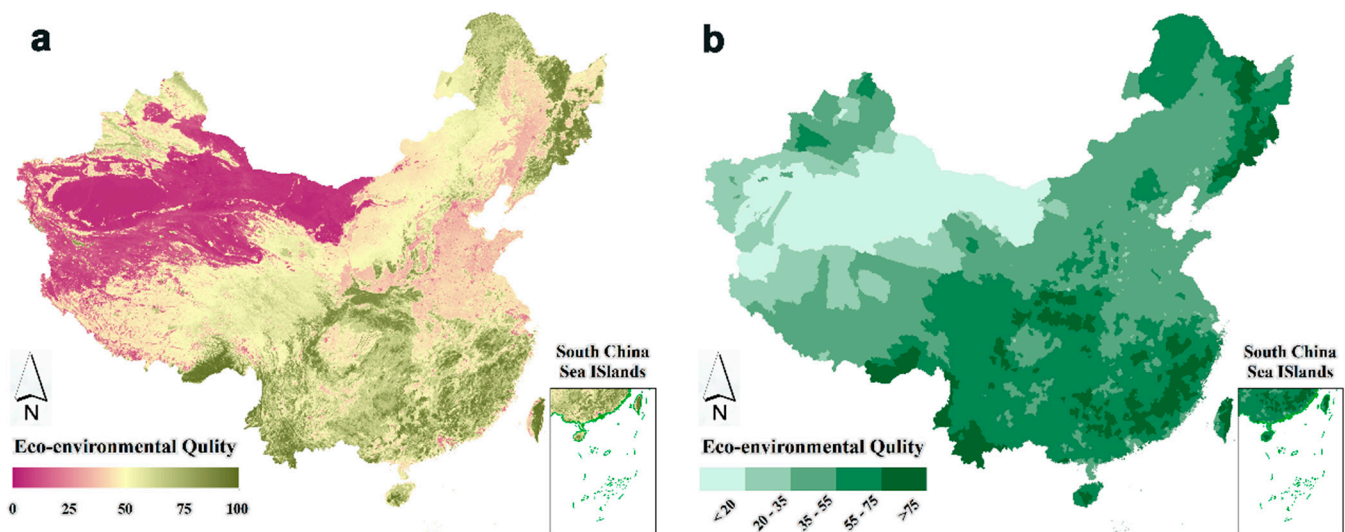 a
South China
Sea ISlands
N
Eco-environmental Qulity
0 25 50 75 100
b
South China
Sea ISlands
N
Eco-environmental Qulity
< 20 20 - 35 35 - 55 55 - 75 >75